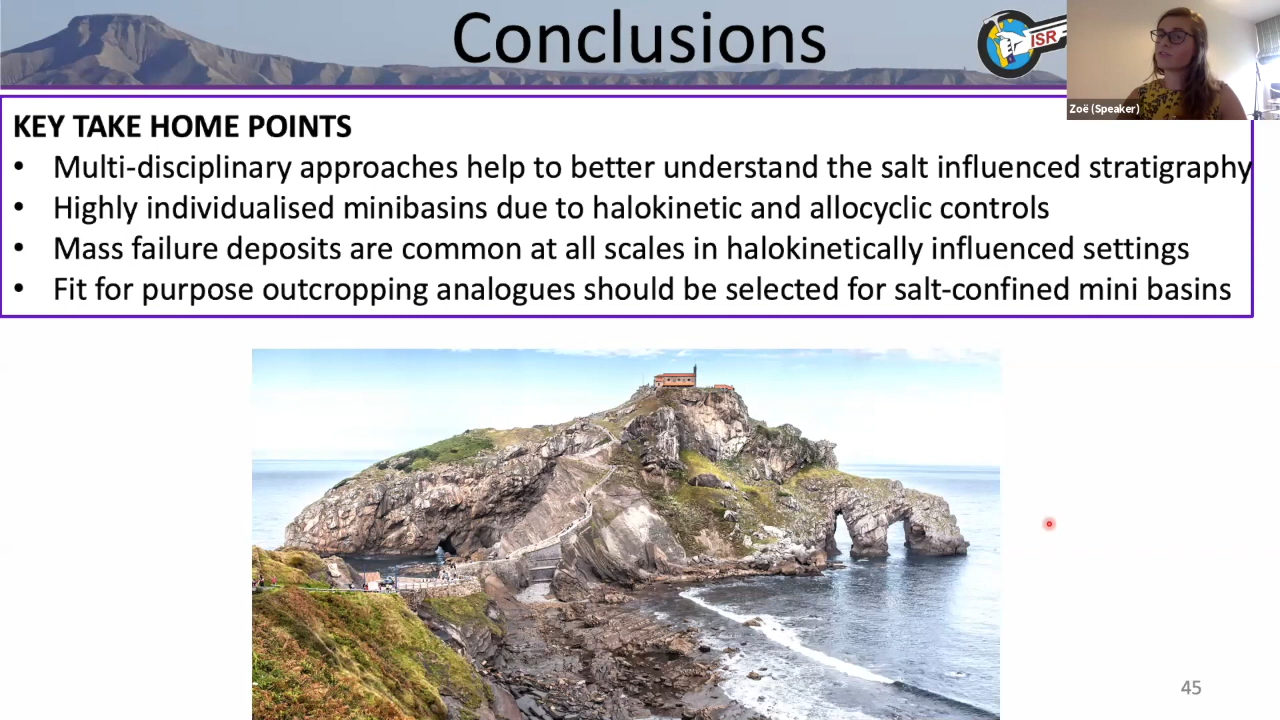 Conclusions
ISR
Zoë (Speaker)
KEY TAKE HOME POINTS
• Multi-disciplinary approaches help to better understand the salt influenced stratigraphy
• Highly individualised minibasins due to halokinetic and allocyclic controls
• Mass failure deposits are common at all scales in halokinetically influenced settings
• Fit for purpose outcropping analogues should be selected for salt-confined mini basins
45